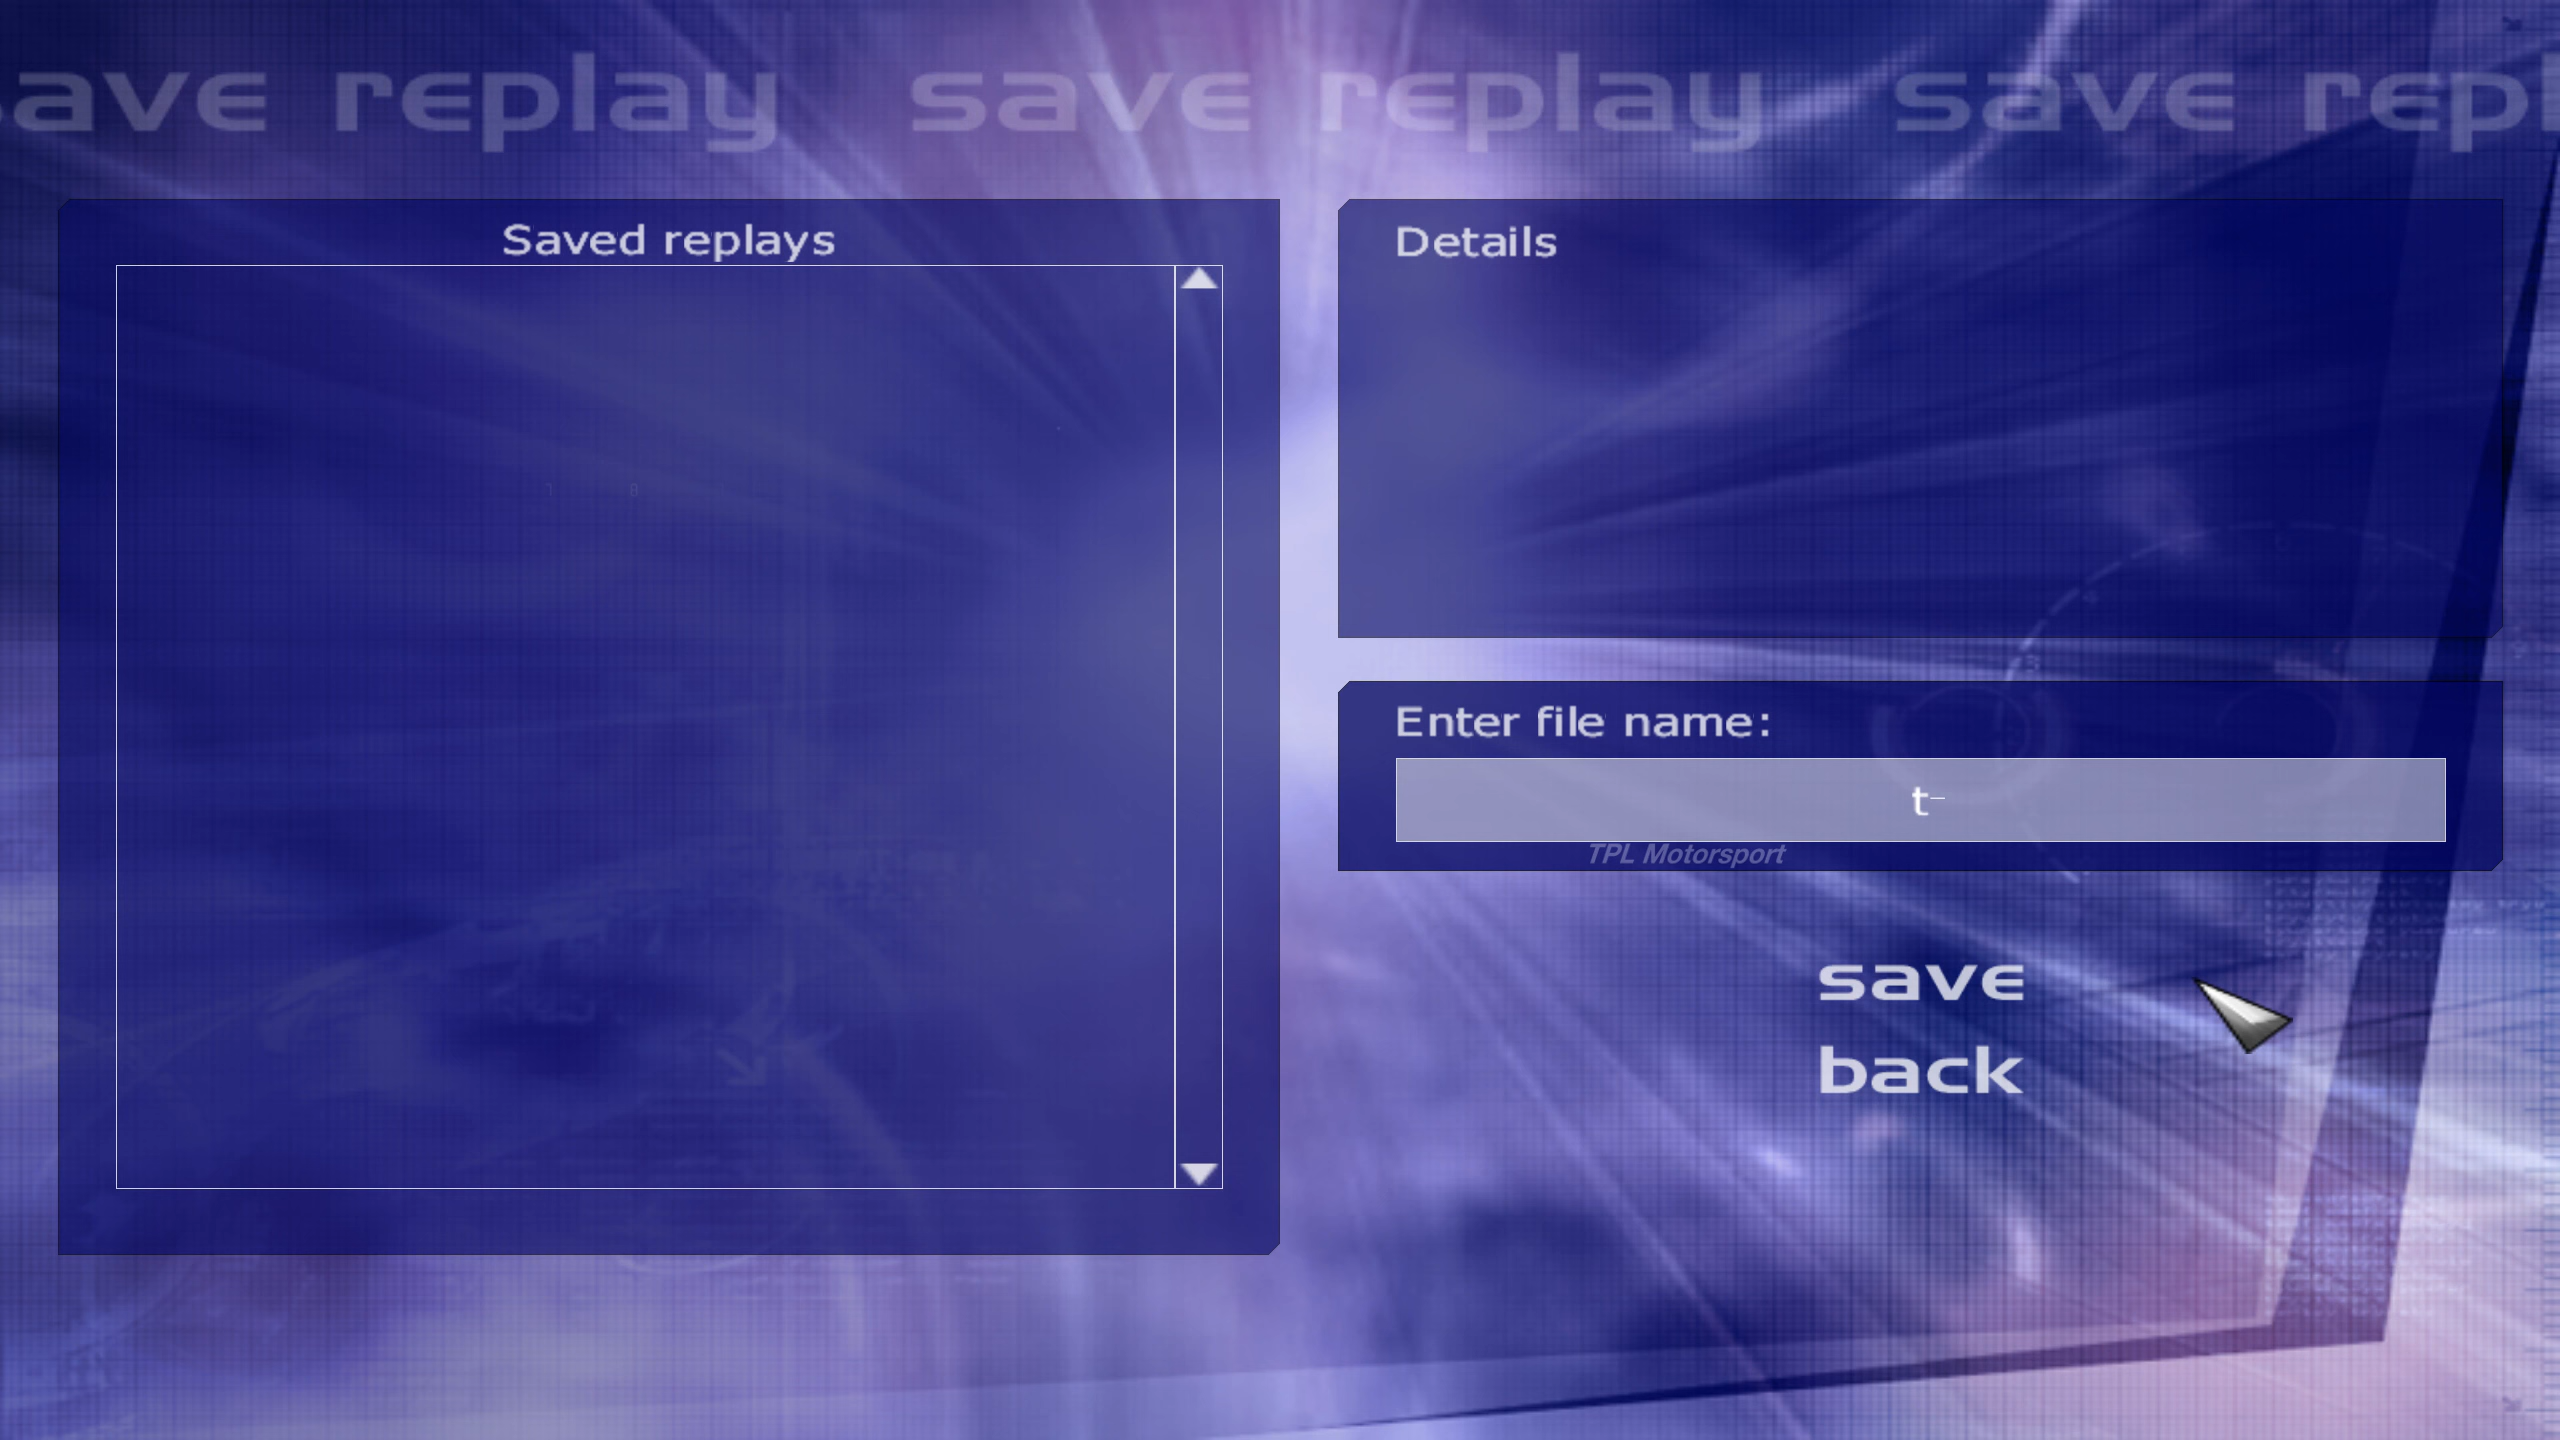 save replay save replay save repl
Saved replays
Details
Enter file name:
t
TPL Motorsport
save
back